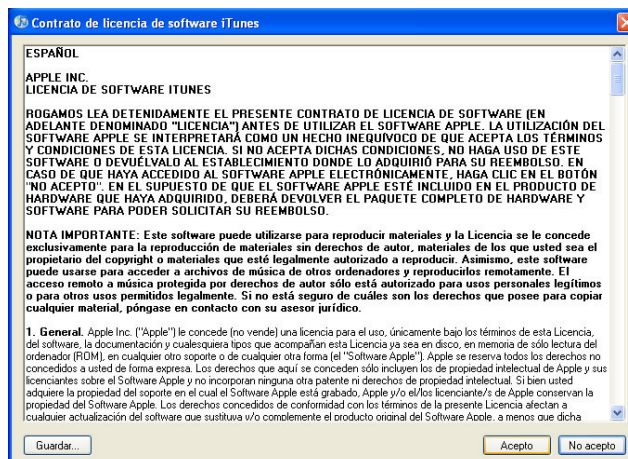 Contrato de licencia de software iTunes
ESPAÑOL
APPLE INC.
LICENCIA DE SOFTWARE ITUNES
ROGAMOS LEA DETENIDAMENTE EL PRESENTE CONTRATO DE LICENCIA DE SOFTWARE (EN
ADELANTE DENOMINADO "LICENCIA") ANTES DE UTILIZAR EL SOFTWARE APPLE. LA UTILIZACIÓN DEL
SOFTWARE APPLE SE INTERPRETARÁ COMO UN HECHO INEQUÍVOCO DE QUE ACEPTA LOS TÉRMINOS
Y CONDICIONES DE ESTA LICENCIA. SI NO ACEPTA DICHAS CONDICIONES, NO HAGA USO DE ESTE
SOFTWARE O DEVUÉLVALO AL ESTABLECIMIENTO DONDE LO ADQUIRIÓ PARA SU REEMBOLSO. EN
CASO DE QUE HAYA ACCEDIDO AL SOFTWARE APPLE ELECTRÓNICAMENTE, HAGA CLIC EN EL BOTÓN
"NO ACEPTO". EN EL SUPUESTO DE QUE EL SOFTWARE APPLE ESTÉ INCLUIDO EN EL PRODUCTO DE
HARDWARE QUE HAYA ADQUIRIDO, DEBERÁ DEVOLVER EL PAQUETE COMPLETO DE HARDWARE Y
SOFTWARE PARA PODER SOLICITAR SU REEMBOLSO.
NOTA IMPORTANTE: Este software puede utilizarse para reproducir materiales y la Licencia se le concede
exclusivamente para la reproducción de materiales sin derechos de autor, materiales de los que usted sea el
propietario del copyright o materiales que esté legalmente autorizado a reproducir. Asimismo, este software
puede usarse para acceder a archivos de música de otros ordenadores y reproducirlos remotamente. El
acceso remoto a música protegida por derechos de autor sólo está autorizado para usos personales legítimos
o para otros usos permitidos legalmente. Si no está seguro de cuáles son los derechos que posee para copiar
cualquier material, póngase en contacto con su asesor jurídico.
1. General. Apple Inc. ("Apple") le concede (no vende) una licencia para el uso, únicamente bajo los términos de esta Licencia,
del software, la documentación y cualesquiera tipos que acompañan esta Licencia ya sea en disco, en memoria de sólo lectura del
ordenador (ROM), en cualquier otro soporte o de cualquier otra forma (el "Software Apple"). Apple se reserva todos los derechos no
concedidos a usted de forma expresa. Los derechos que aquí se conceden sólo incluyen los de propiedad intelectual de Apple y sus
licenciantes sobre el Software Apple y no incorporan ninguna otra patente ni derechos de propiedad intelectual. Si bien usted
adquiere la propiedad del soporte en el cual el Software Apple está grabado, Apple y/o el/los licenciante/s de Apple conservan la
propiedad del Software Apple. Los derechos concedidos de conformidad con los términos de la presente Licencia afectan a
cualquier actualización del software que sustituya y/o complemente el producto original del Software Apple, a menos que dicha
Guardar... Acepto No acepto